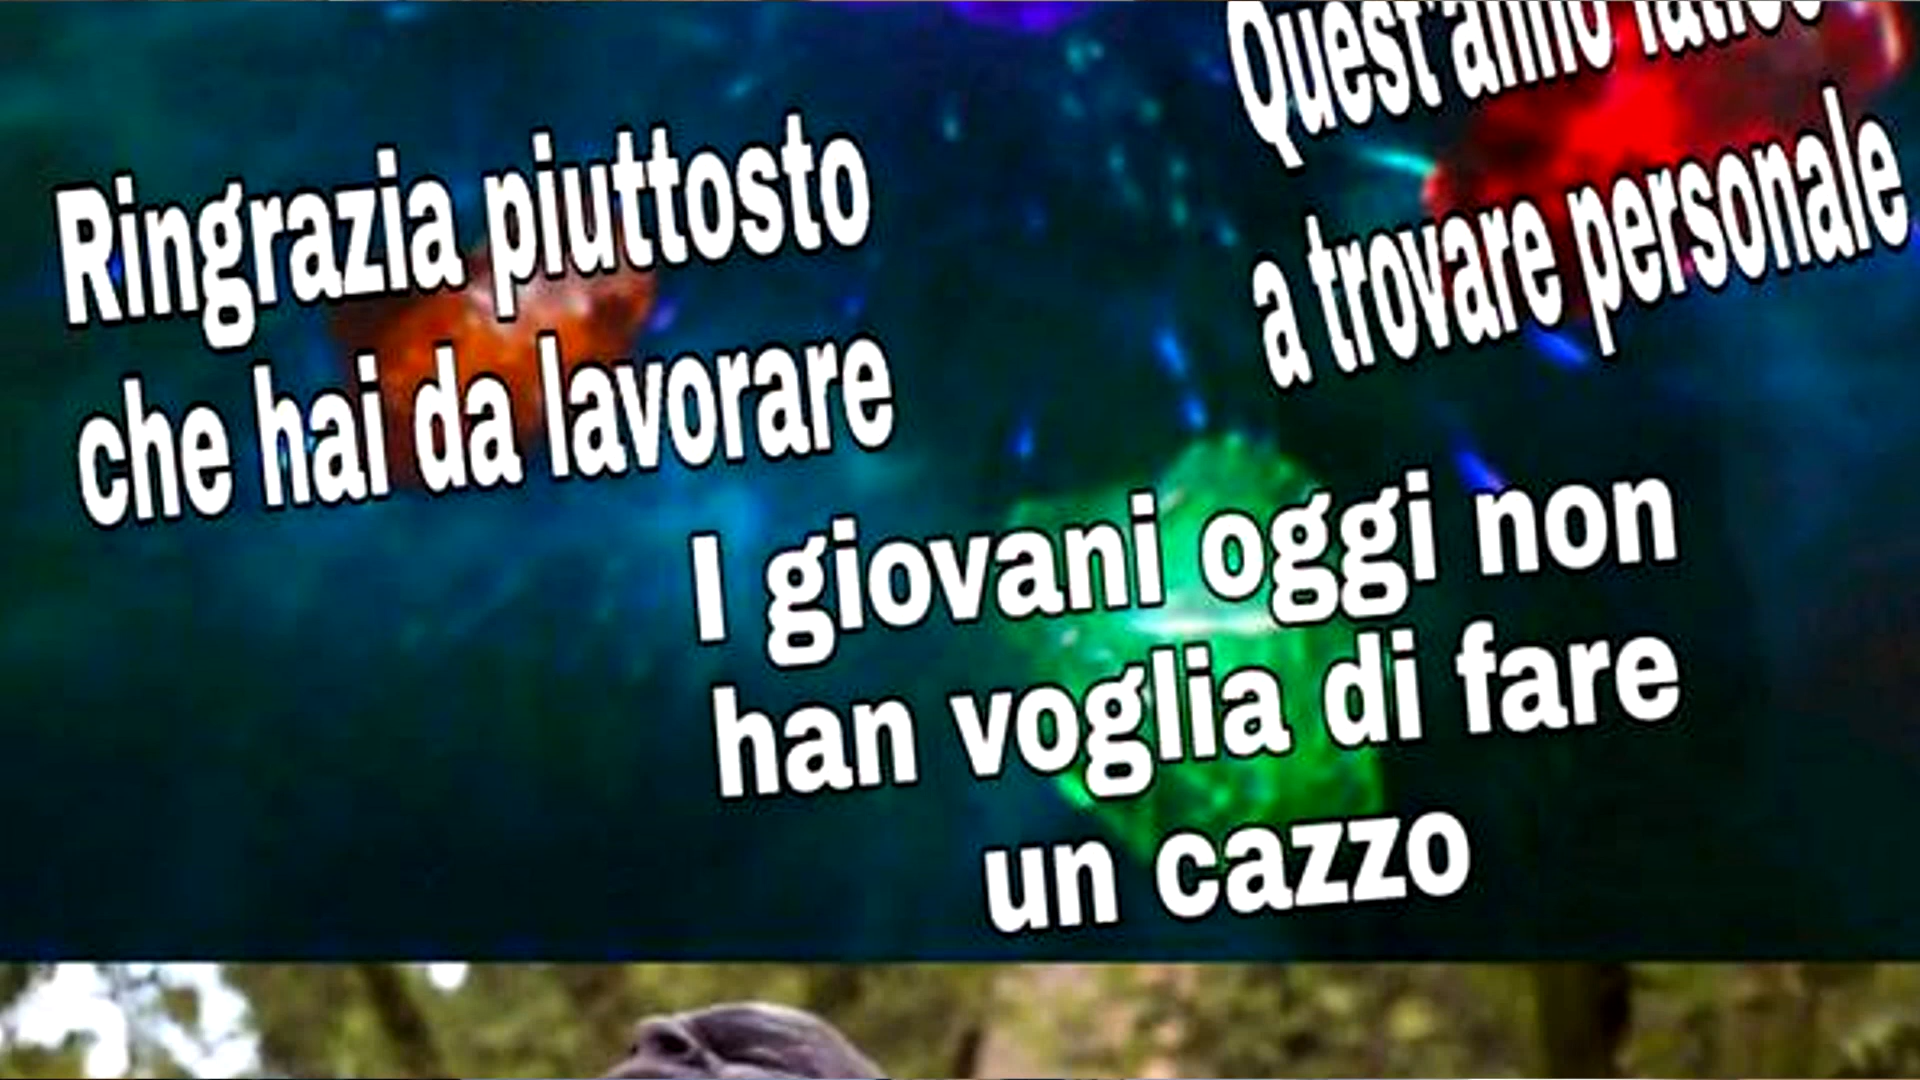 Ringrazia piuttosto
che hai da lavorare
Quest'anno
a trovare personale
I giovani oggi non
han voglia di fare
un cazzo